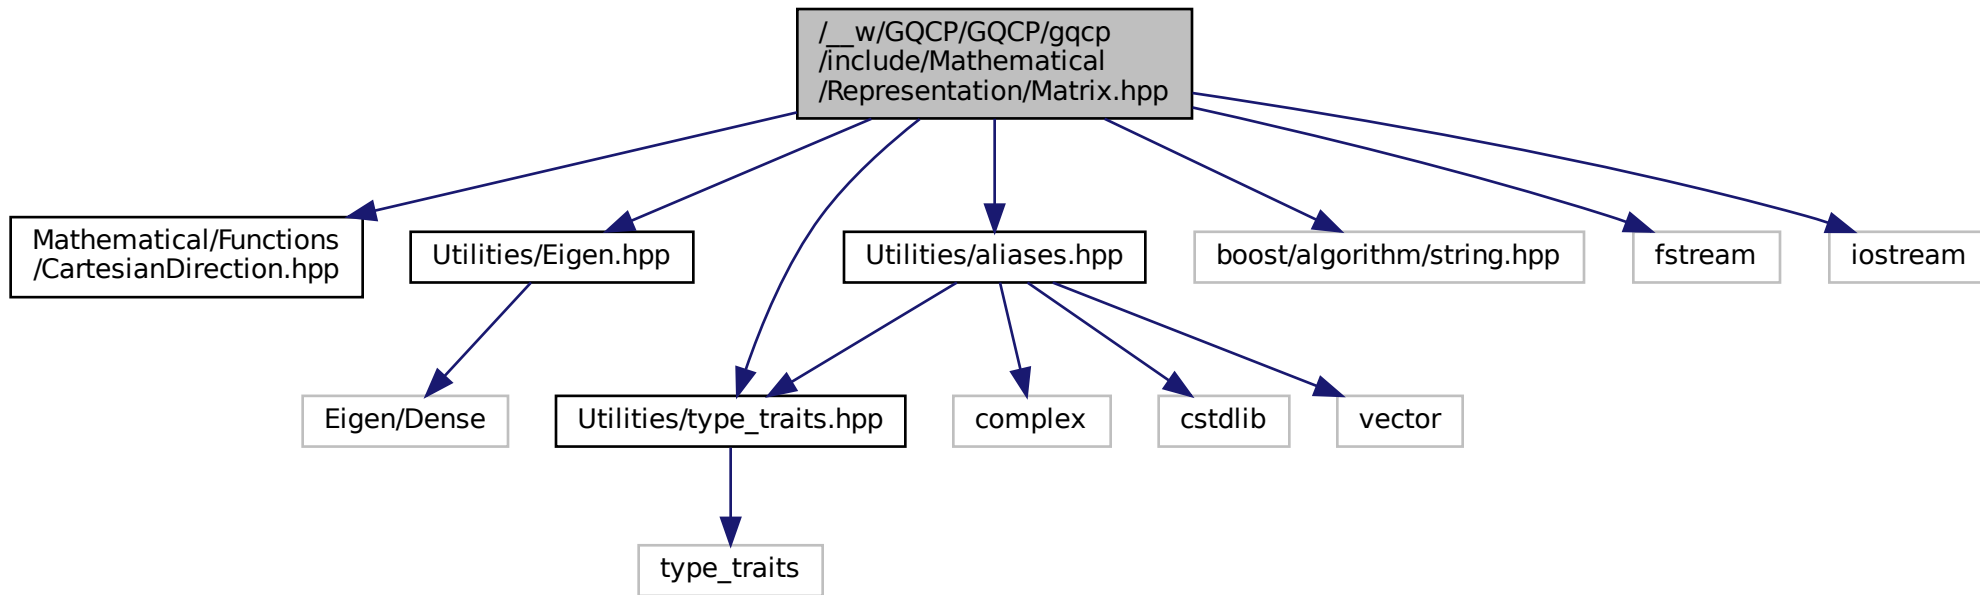 /__w/GQCP/GQCP/gqcp
/include/Mathematical
/Representation/Matrix.hpp
Mathematical/Functions
/CartesianDirection.hpp
Utilities/Eigen.hpp
Utilities/aliases.hpp
boost/algorithm/string.hpp
fstream
iostream
Eigen/Dense
Utilities/type_traits.hpp
complex
cstdlib
vector
type_traits